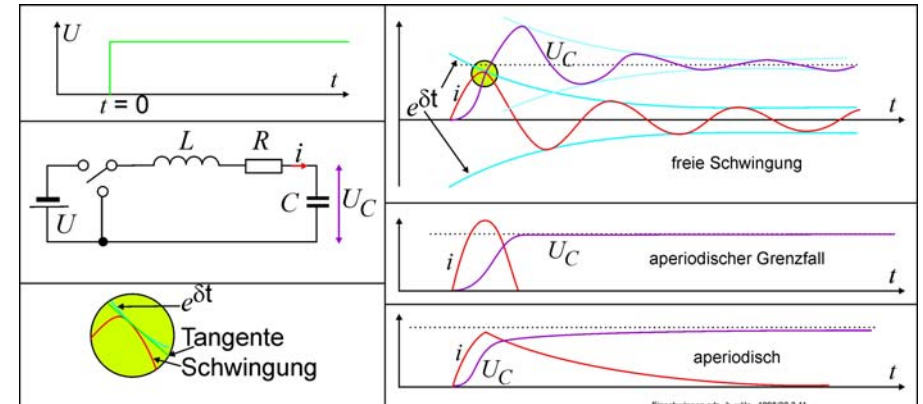 U
t
t = 0
L
R
i
U
C
U_C
e^δt
Tangente
Schwingung
U_C
e^δt
i
t
freie Schwingung
i
U_C
aperiodischer Grenzfall
t
i
U_C
aperiodisch
t